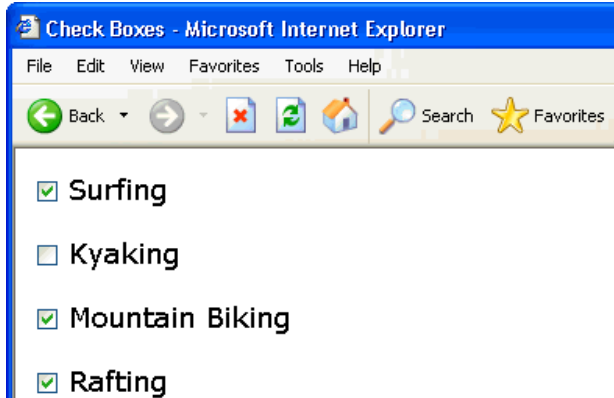 Check Boxes - Microsoft Internet Explorer
File Edit View Favorites Tools Help
Back Search Favorites
Surfing
Kyaking
Mountain Biking
Rafting